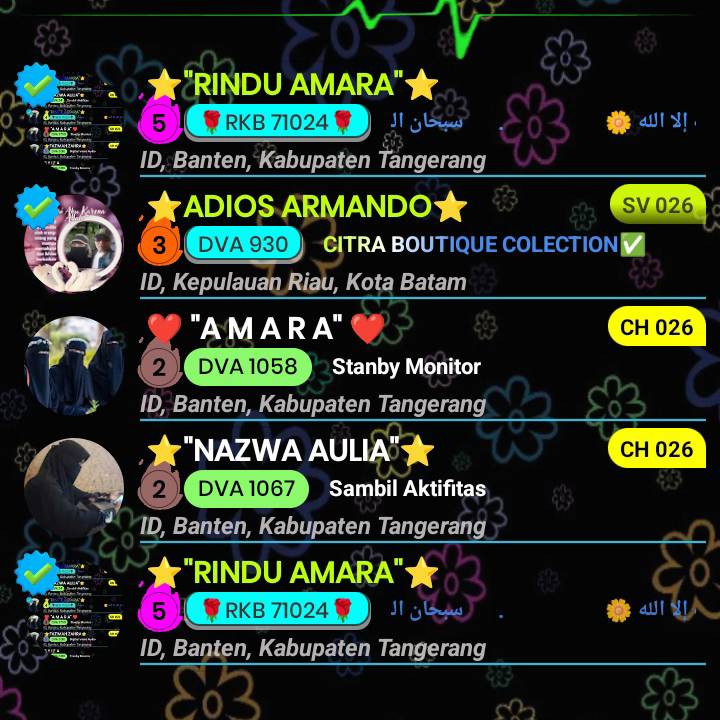 ⭐"RINDU AMARA"⭐
5 🌹RKB 71024🌹 سبحان الـ إلا الله 🌼
ID, Banten, Kabupaten Tangerang
⭐ADIOS ARMANDO⭐ SV 026
3 DVA 930 CITRA BOUTIQUE COLECTION✅
ID, Kepulauan Riau, Kota Batam
❤️ "A M A R A" ❤️ CH 026
2 DVA 1058 Stanby Monitor
ID, Banten, Kabupaten Tangerang
⭐"NAZWA AULIA"⭐ CH 026
2 DVA 1067 Sambil Aktifitas
ID, Banten, Kabupaten Tangerang
⭐"RINDU AMARA"⭐
5 🌹RKB 71024🌹 سبحان الـ . إلا الله 🌼
ID, Banten, Kabupaten Tangerang